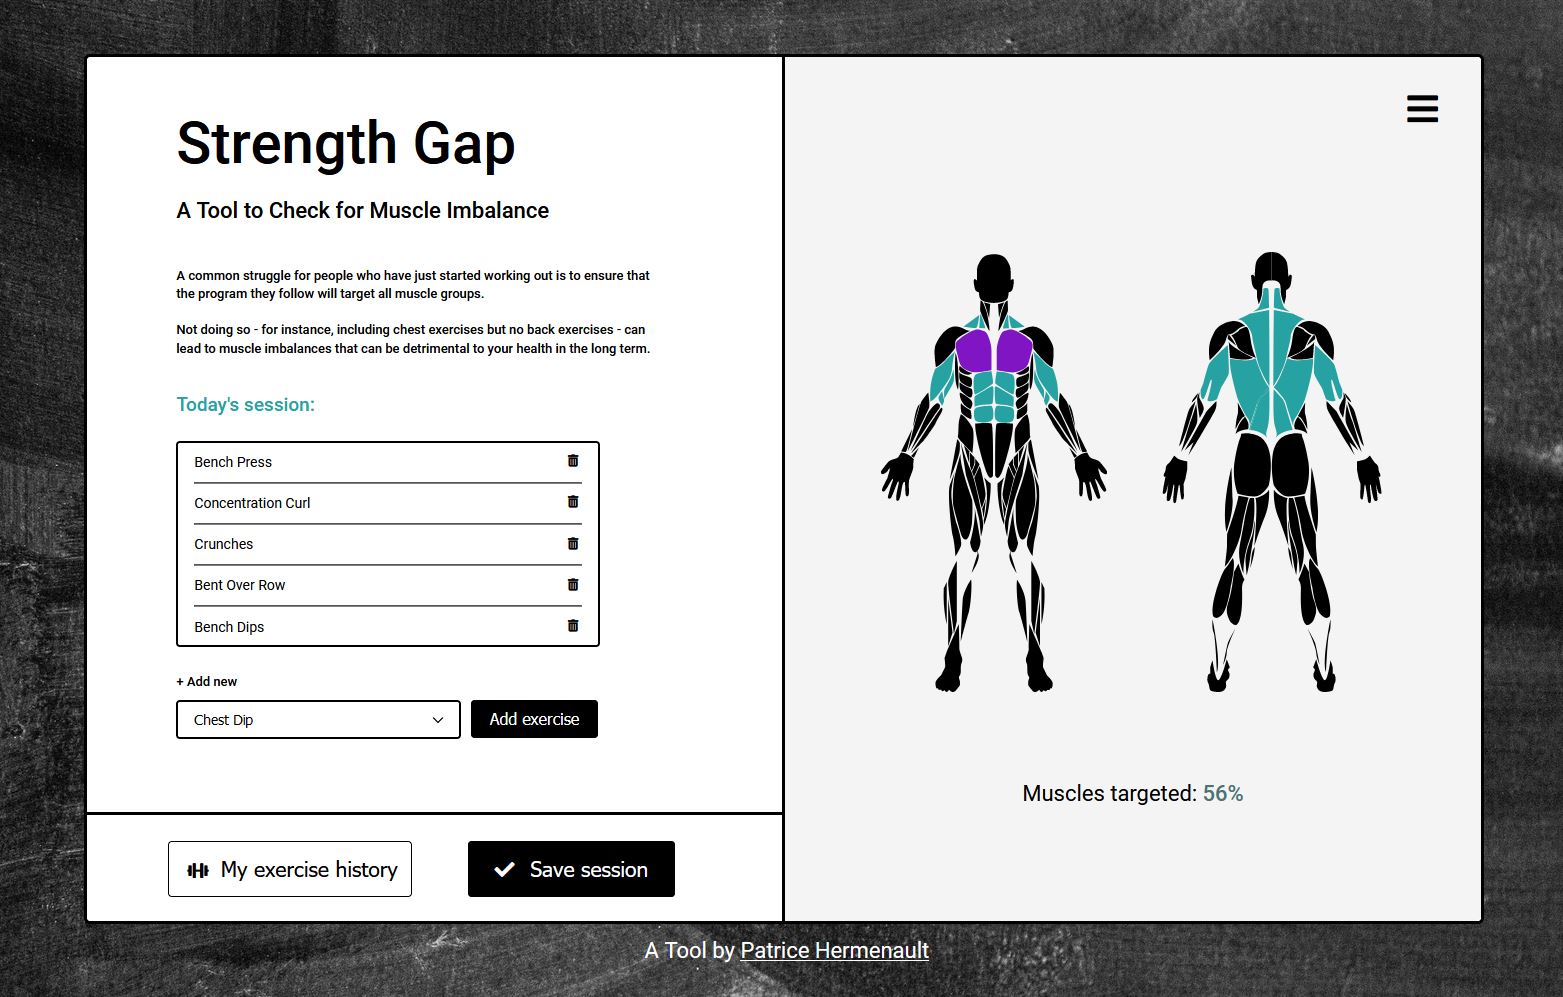 Strength Gap
A Tool to Check for Muscle Imbalance
A common struggle for people who have just started working out is to ensure that
the program they follow will target all muscle groups.
Not doing so - for instance, including chest exercises but no back exercises - can
lead to muscle imbalances that can be detrimental to your health in the long term.
Today's session:
Bench Press
Concentration Curl
Crunches
Bent Over Row
Bench Dips
+ Add new
Chest Dip
Add exercise
My exercise history
Save session
Muscles targeted: 56%
A Tool by Patrice Hermenault